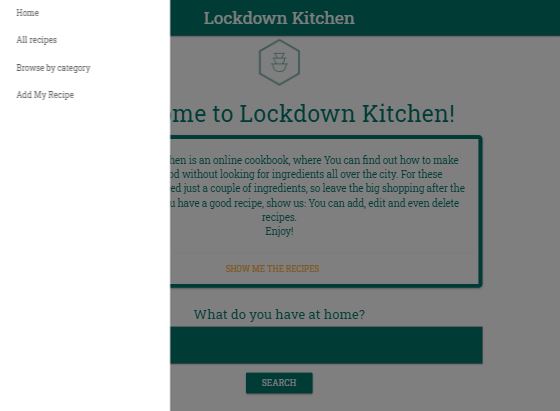 Home
All recipes
Browse by category
Add My Recipe
Lockdown Kitchen
me to Lockdown Kitchen!
is an online cookbook, where You can find out how to make
without looking for ingredients all over the city. For these
just a couple of ingredients, so leave the big shopping after the
have a good recipe, show us: You can add, edit and even delete
recipes.
Enjoy!
SHOW ME THE RECIPES
What do you have at home?
SEARCH